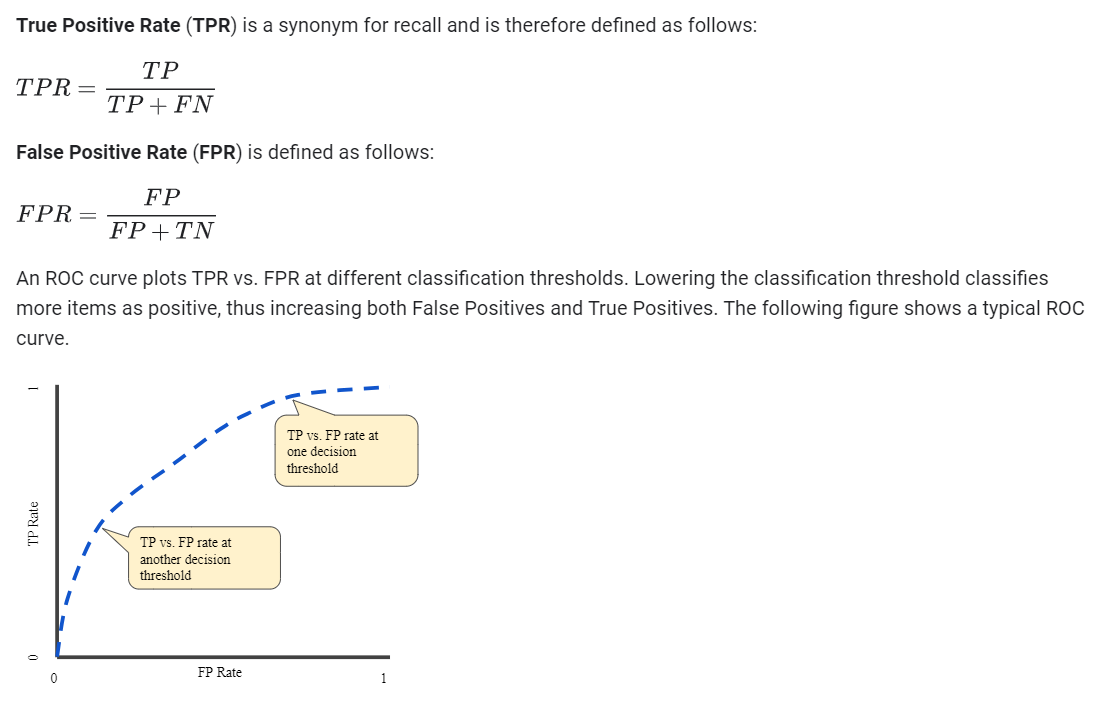 True Positive Rate (TPR) is a synonym for recall and is therefore defined as follows:
TPR = TP / TP + FN
False Positive Rate (FPR) is defined as follows:
FPR = FP / FP + TN
An ROC curve plots TPR vs. FPR at different classification thresholds. Lowering the classification threshold classifies
more items as positive, thus increasing both False Positives and True Positives. The following figure shows a typical ROC
curve.
1
TP vs. FP rate at
one decision
threshold
TP Rate
TP vs. FP rate at
another decision
threshold
0
FP Rate
0
1